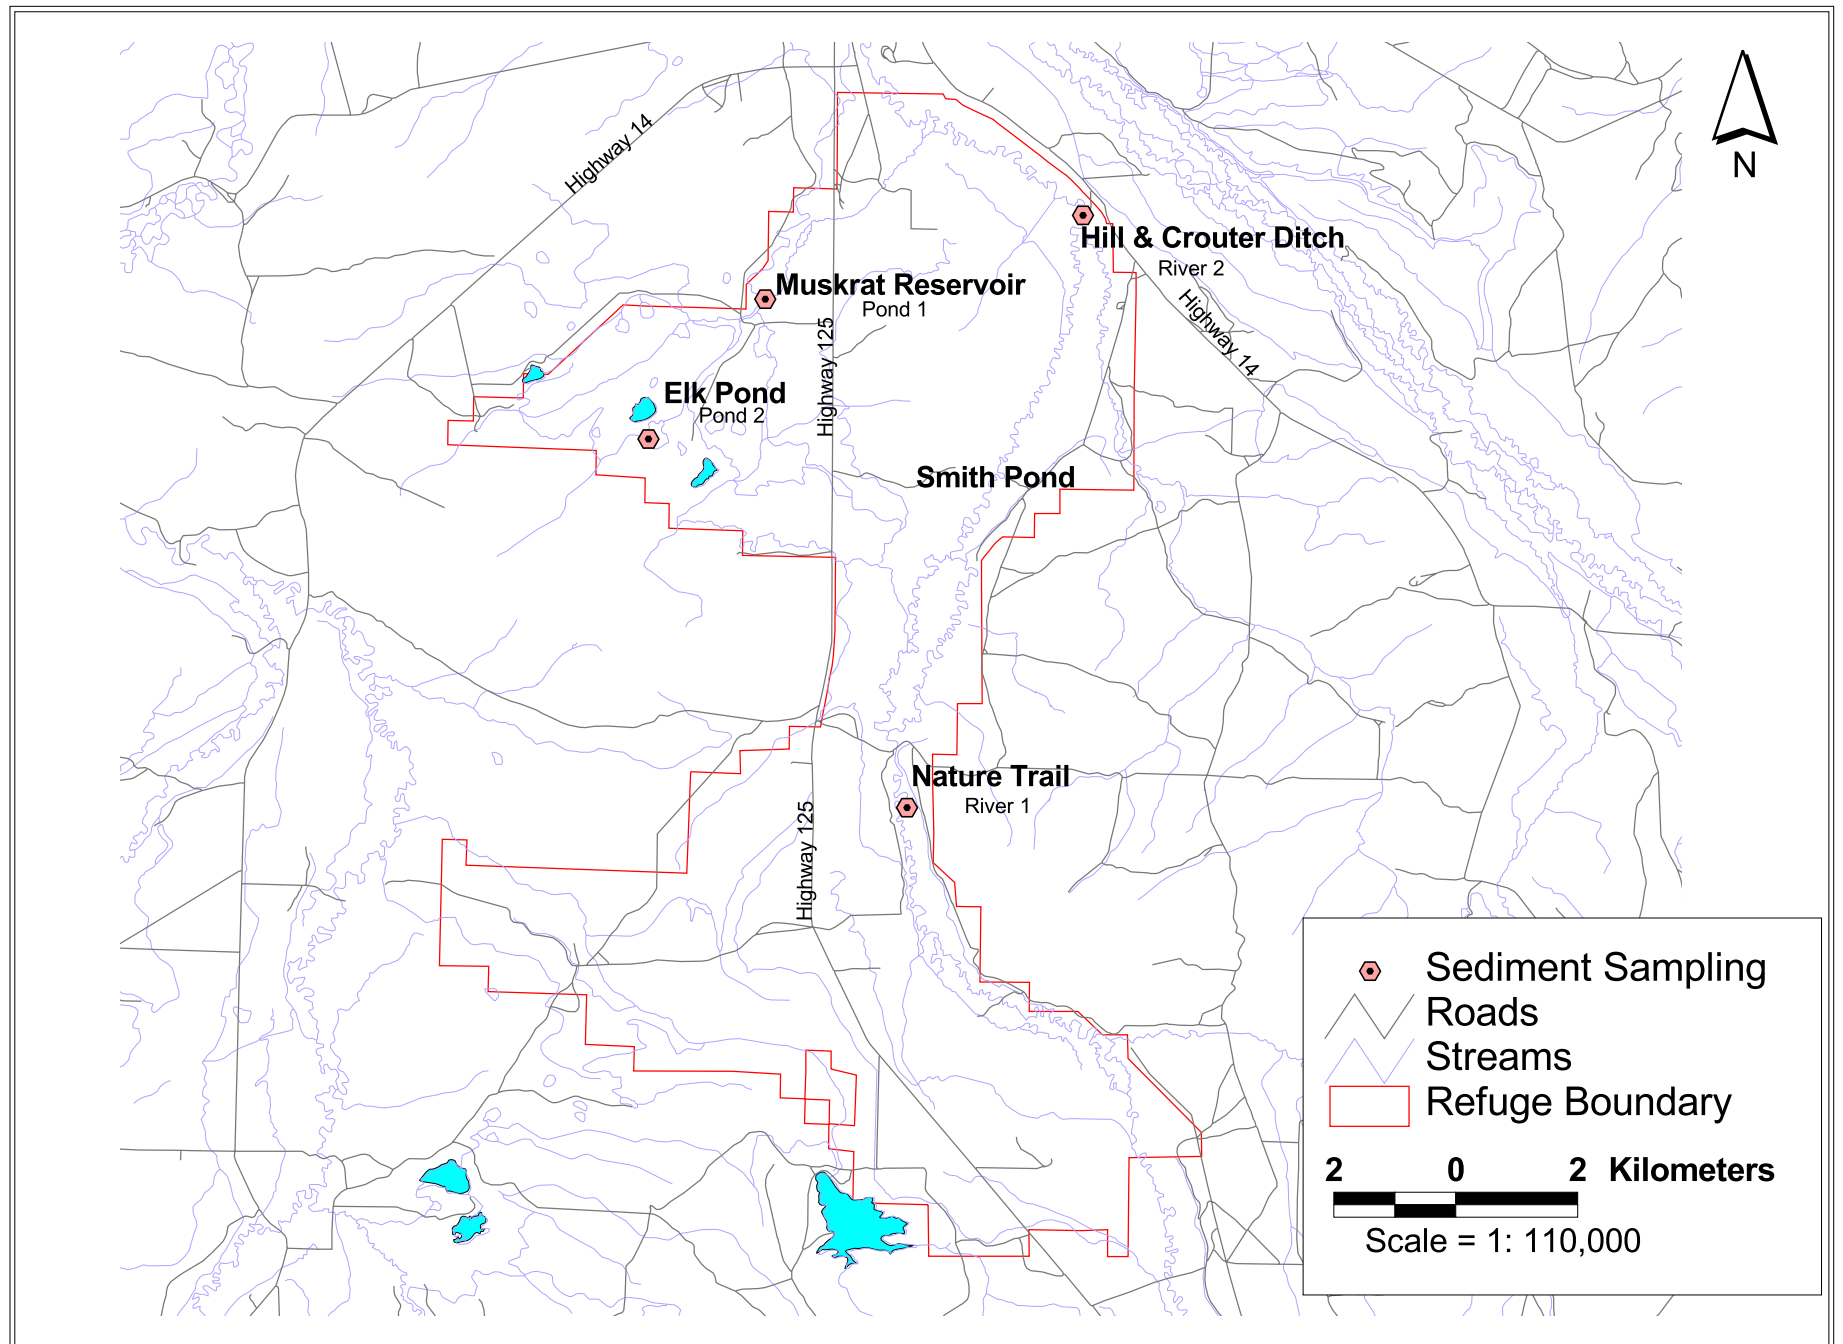 Highway 14
N
Hill & Crouter Ditch
River 2
Muskrat Reservoir
Pond 1
Highway 14
Highway 125
Elk Pond
Pond 2
Smith Pond
Nature Trail
River 1
Highway 125
Sediment Sampling
Roads
Streams
Refuge Boundary
2 0 2 Kilometers
Scale = 1: 110,000